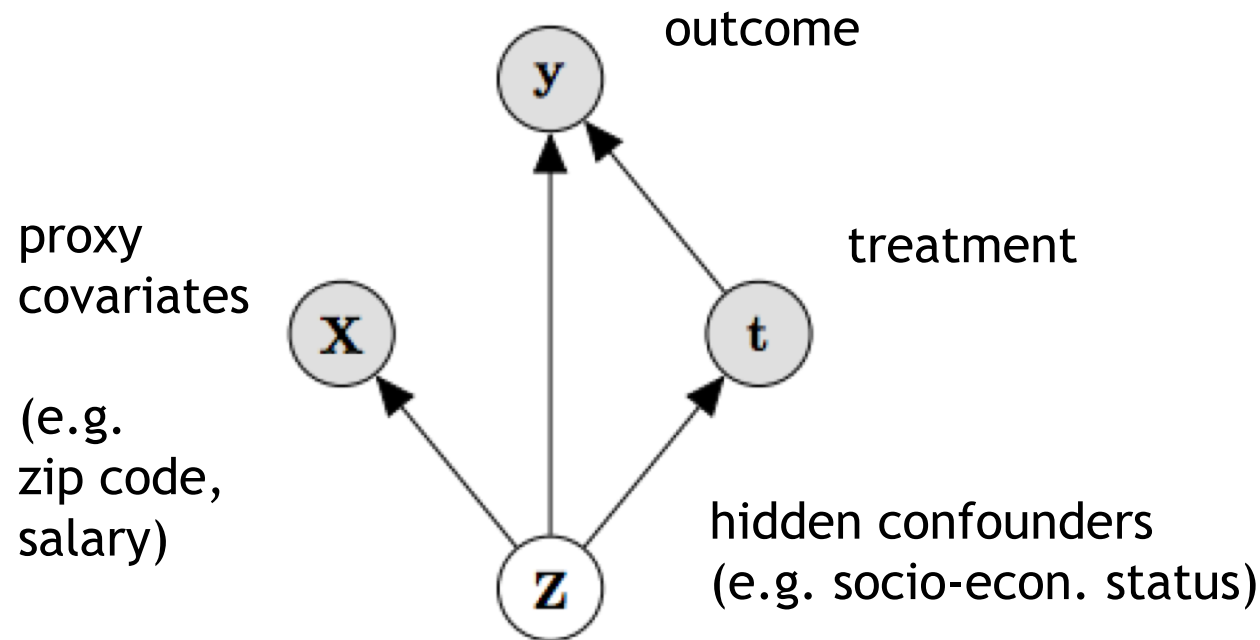 outcome
y
proxy
covariates
treatment
X
t
(e.g.
zip code,
salary)
hidden confounders
(e.g. socio-econ. status)
Z